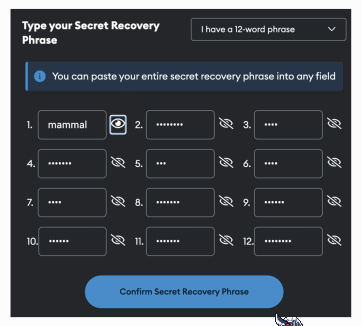 Type your Secret Recovery
Phrase
I have a 12-word phrase
You can paste your entire secret recovery phrase into any field
1. mammal 2. •••••••• 3. ••••
4. ••••••• 5. ••• 6. ••••
7. •••• 8. ••••••• 9. ••••••
10. •••••• 11. ••••••• 12. ••••••••
Confirm Secret Recovery Phrase